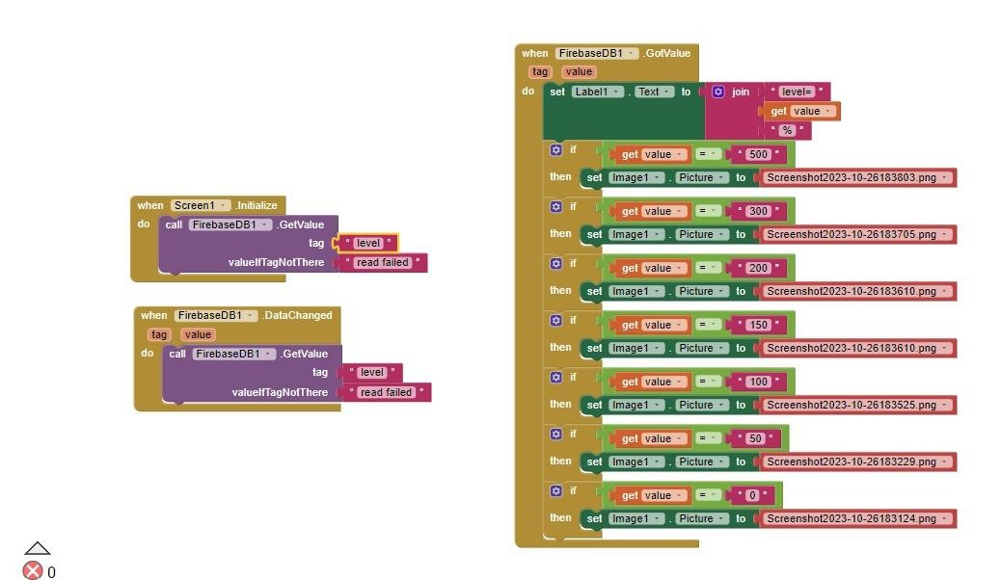 when Screen1 .Initialize
do call FirebaseDB1 .GetValue
tag " level "
valueIfTagNotThere " read failed "
when FirebaseDB1 .DataChanged
tag value
do call FirebaseDB1 .GetValue
tag " level "
valueIfTagNotThere " read failed "
when FirebaseDB1 .GotValue
tag value
do set Label1 . Text to join " level= "
get value
" % "
if get value = " 500 "
then set Image1 . Picture to Screenshot2023-10-26183803.png
if get value = " 300 "
then set Image1 . Picture to Screenshot2023-10-26183705.png
if get value = " 200 "
then set Image1 . Picture to Screenshot2023-10-26183610.png
if get value = " 150 "
then set Image1 . Picture to Screenshot2023-10-26183610.png
if get value = " 100 "
then set Image1 . Picture to Screenshot2023-10-26183525.png
if get value = " 50 "
then set Image1 . Picture to Screenshot2023-10-26183229.png
if get value = " 0 "
then set Image1 . Picture to Screenshot2023-10-26183124.png
0